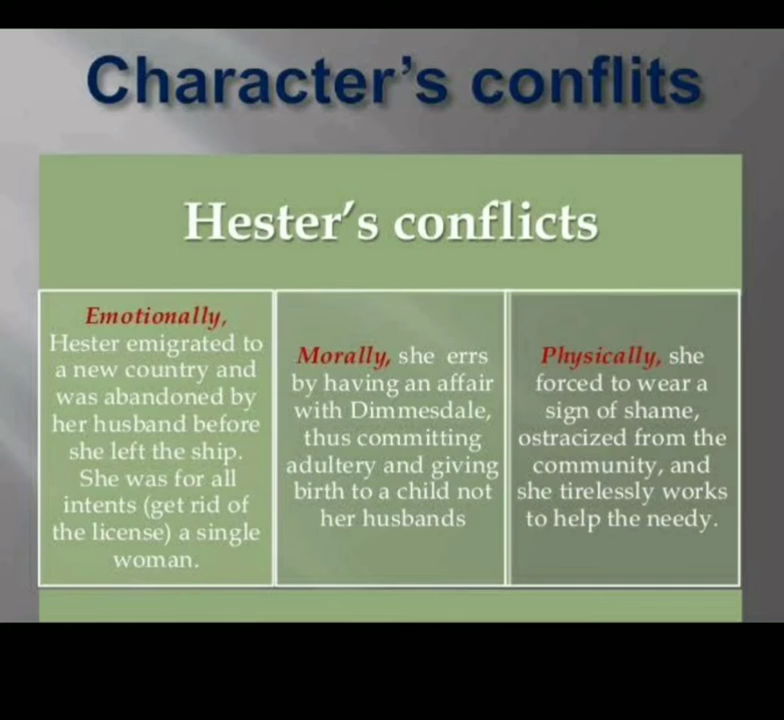 Character's conflits
Hester's conflicts
Emotionally,
Hester emigrated to
a new country and
was abandoned by
her husband before
she left the ship.
She was for all
intents (get rid of
the license) a single
woman.
Morally, she errs
by having an affair
with Dimmesdale,
thus committing
adultery and giving
birth to a child not
her husbands
Physically, she
forced to wear a
sign of shame,
ostracized from the
community, and
she tirelessly works
to help the needy.